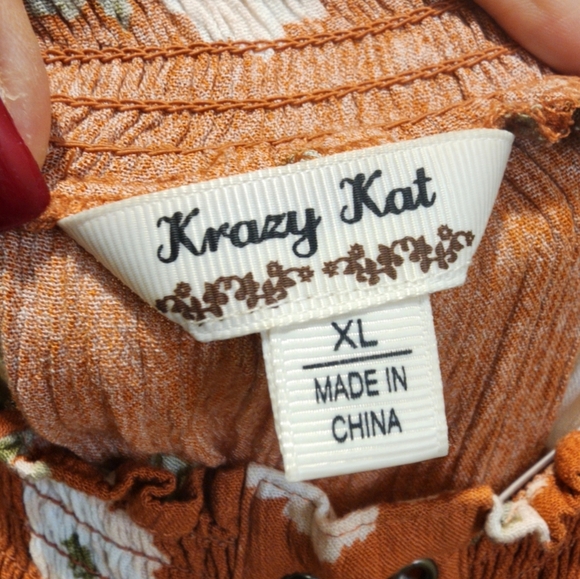 Krazy Kat
XL
MADE IN
CHINA